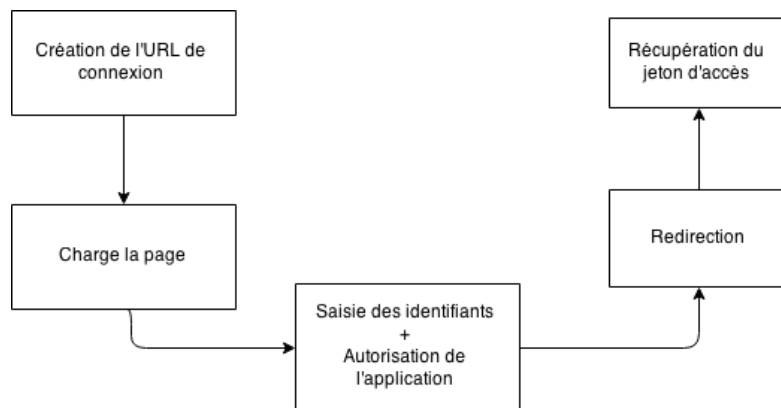 Création de l'URL de
connexion
Charge la page
Saisie des identifiants
+
Autorisation de
l'application
Redirection
Récupération du
jeton d'accès